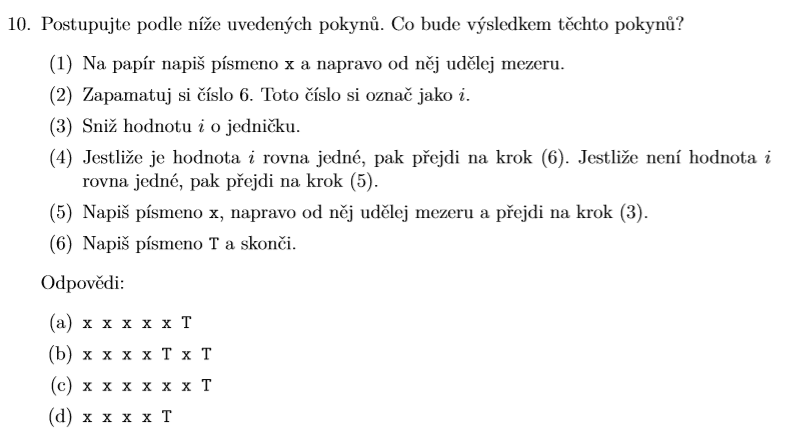 10. Postupujte podle níže uvedených pokynů. Co bude výsledkem těchto pokynů?
(1) Na papír napiš písmeno x a napravo od něj udělej mezeru.
(2) Zapamatuj si číslo 6. Toto číslo si označ jako i.
(3) Sniž hodnotu i o jedničku.
(4) Jestliže je hodnota i rovna jedné, pak přejdi na krok (6). Jestliže není hodnota i
rovna jedné, pak přejdi na krok (5).
(5) Napiš písmeno x, napravo od něj udělej mezeru a přejdi na krok (3).
(6) Napiš písmeno T a skonči.
Odpovědi:
(a) x x x x x T
(b) x x x x T x T
(c) x x x x x x T
(d) x x x x T